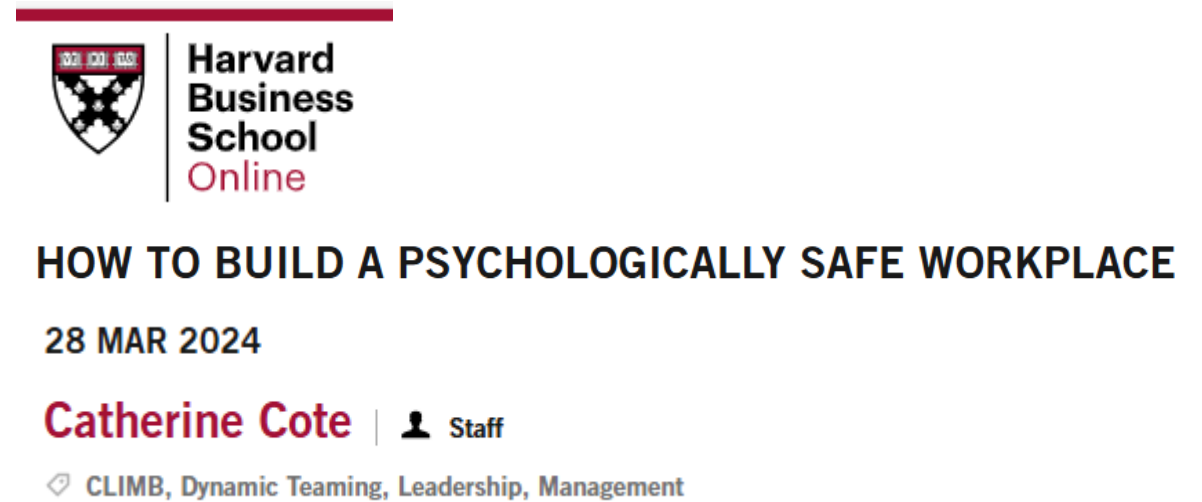 Harvard
Business
School
Online
HOW TO BUILD A PSYCHOLOGICALLY SAFE WORKPLACE
28 MAR 2024
Catherine Cote | Staff
CLIMB, Dynamic Teaming, Leadership, Management